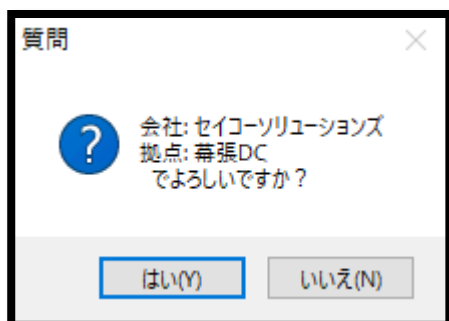 質問
会社: セイコーソリューションズ
拠点: 幕張DC
でよろしいですか？
はい(Y)
いいえ(N)